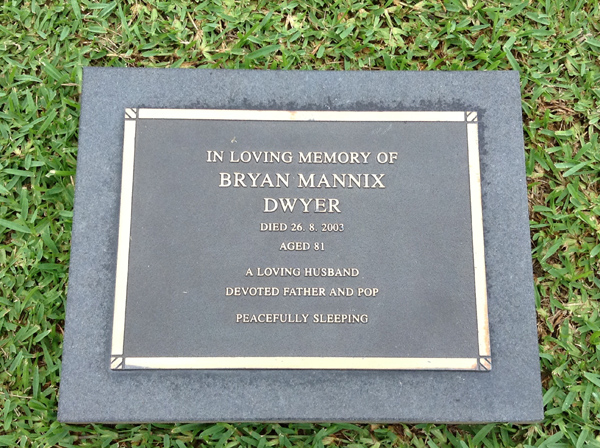 IN LOVING MEMORY OF
BRYAN MANNIX
DWYER
DIED 26. 8. 2003
AGED 81
A LOVING HUSBAND
DEVOTED FATHER AND POP
PEACEFULLY SLEEPING